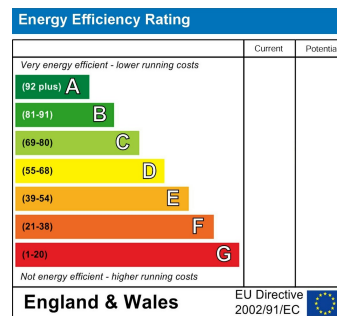 Energy Efficiency Rating
Current Potentia
Very energy efficient - lower running costs
(92 plus) A
(81-91) B
(69-80) C
(55-68) D
(39-54) E
(21-38) F
(1-20) G
Not energy efficient - higher running costs
England & Wales
EU Directive
2002/91/EC